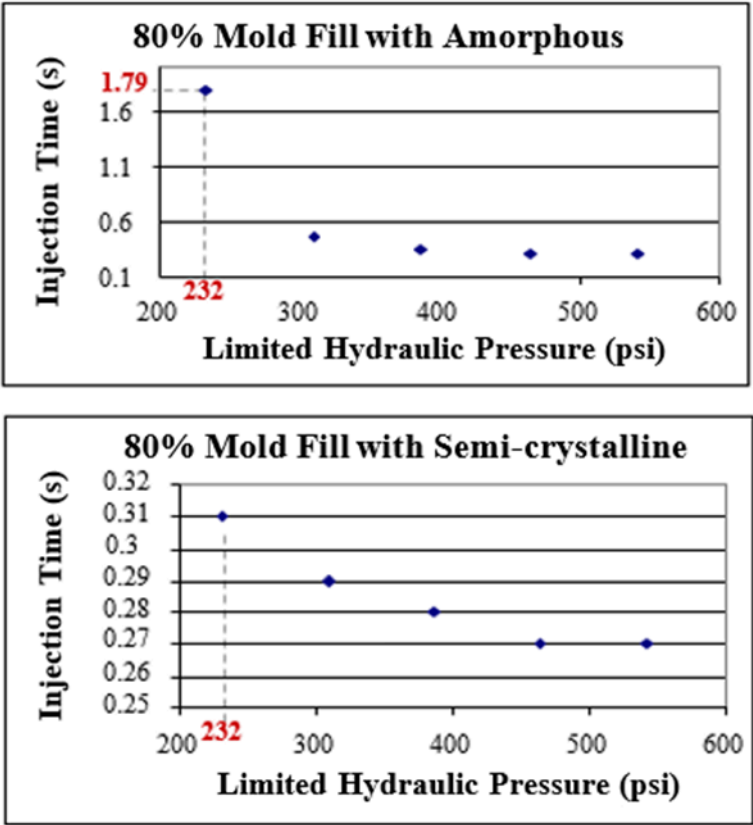 80% Mold Fill with Amorphous
Injection Time (s)
1.79
1.6
1.1
0.6
0.1
232
200 300 400 500 600
Limited Hydraulic Pressure (psi)
80% Mold Fill with Semi-crystalline
Injection Time (s)
0.32
0.31
0.3
0.29
0.28
0.27
0.26
0.25
232
200 300 400 500 600
Limited Hydraulic Pressure (psi)